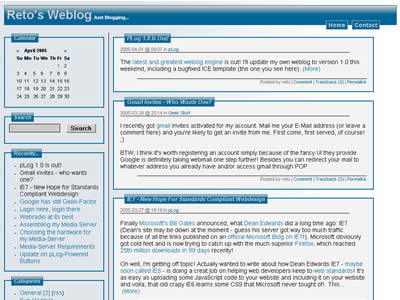 Reto's Weblog Just Blogging...
Home
Contact
Calendar
« April 2005 »
Su Mo Tu We Th Fr Sa
1 2
3 4 5 6 7 8 9
10 11 12 13 14 15 16
17 18 19 20 21 22 23
24 25 26 27 28 29 30
Search
Search
Recently...
pLog 1.0 is out!
Gmail invites - who wants one?
IE7 - New Hope for Standards Compliant Webdesign
Google has still Geek Factor
Login here, login there
Webradio at its best
Assembling my Media Server
Choosing the hardware for my Media-Server
Media-Server Requirements
Update on pLog-Powered Buttons
Categories
General [2] (rss)
PLog 1.0 Is Out!
2005-04-01 @ 09:07 in pLog
The latest and greatest weblog engine is out! I'll update my own weblog to version 1.0 this
weekend, including a bugfixed ICE template (the one you see here). (More)
Posted by reto | Comment | Trackback (0) | Permalink
Gmail Invites - Who Wants One?
2005-03-28 @ 20:14 in Geek Stuff
I recently got gmail invites activated for my account. Mail me your E-Mail address (or leave a
comment here) and you're likely to get an invite from me. First come, first served, of course!
;)
BTW, I think it's worth registering an account simply because of the fancy UI they provide.
Google is definitely taking webmail one step further! Besides you can redirect your mail to
whatever address you already have and/or access gmail through POP.
Posted by reto | Comment | Trackback (0) | Permalink
IE7 - New Hope For Standards Compliant Webdesign
2005-03-27 @ 18:19 in pLog
Finally Microsoft's Bill Gates announced, what Dean Edwards did a long time ago: IE7
(Dean's site may be down at the moment - guess his server got way too much traffic
because of all the links published on an official Microsoft Blog on IE7!). Microsoft obviously
got cold feet and is now trying to catch up with the much superior Firefox, which reached
25th million downloads in 99 days recently!
Oh well, I'm getting off topic! Actually wanted to write about how Dean Edwards IE7 - maybe
soon called IE8 - is doing a great job on helping web developers keep to web standards! It's
as easy as uploading some JavaScript code to your website and including it on your website
and voila, that old crapy IE6 learns some CSS that Microsoft never tought of!. This...
(More)